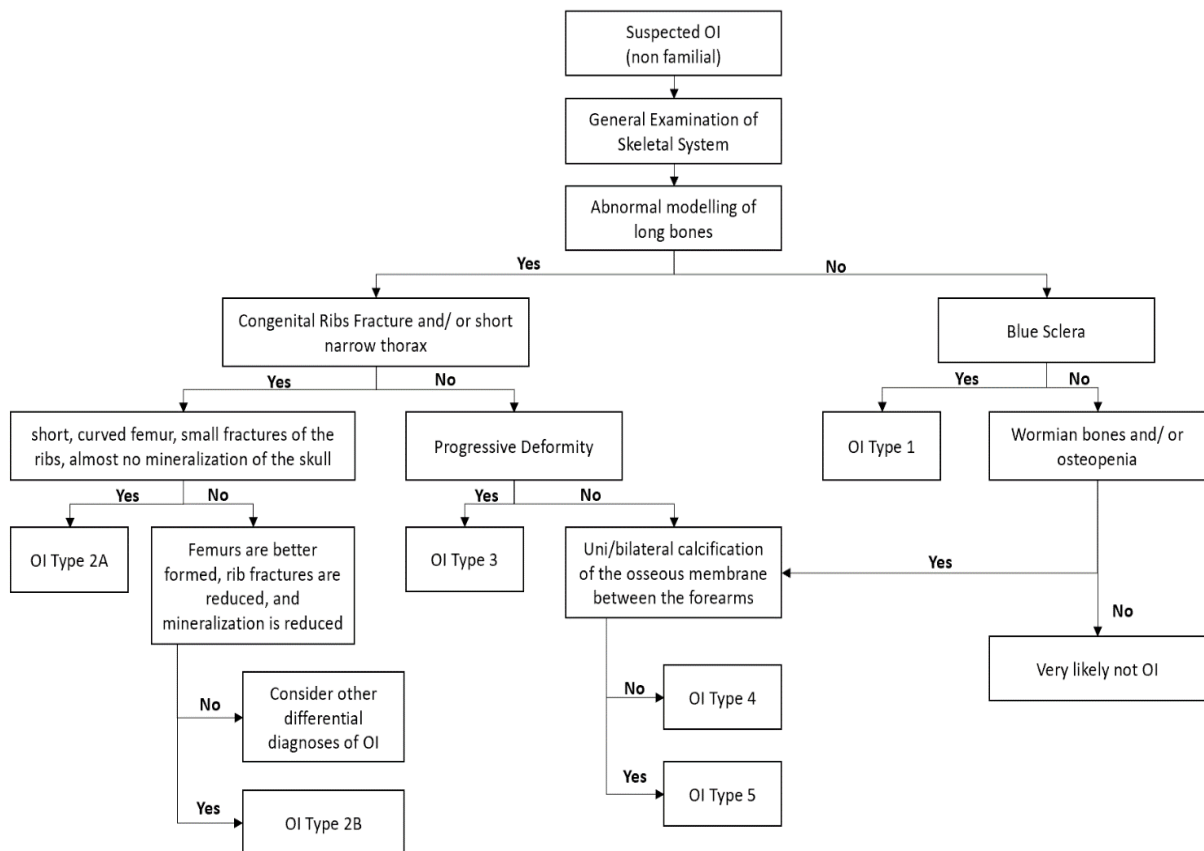 Suspected OI
(non familial)
General Examination of
Skeletal System
Abnormal modelling of
long bones
Yes
No
Congenital Ribs Fracture and/ or short
narrow thorax
Blue Sclera
Yes
No
Yes
No
short, curved femur, small fractures of the
ribs, almost no mineralization of the skull
Progressive Deformity
OI Type 1
Wormian bones and/ or
osteopenia
Yes
No
Yes
No
OI Type 2A
Femurs are better
formed, rib fractures are
reduced, and
mineralization is reduced
OI Type 3
Uni/bilateral calcification
of the osseous membrane
between the forearms
Yes
No
Very likely not OI
No
Consider other
differential
diagnoses of OI
No
OI Type 4
Yes
OI Type 5
Yes
OI Type 2B